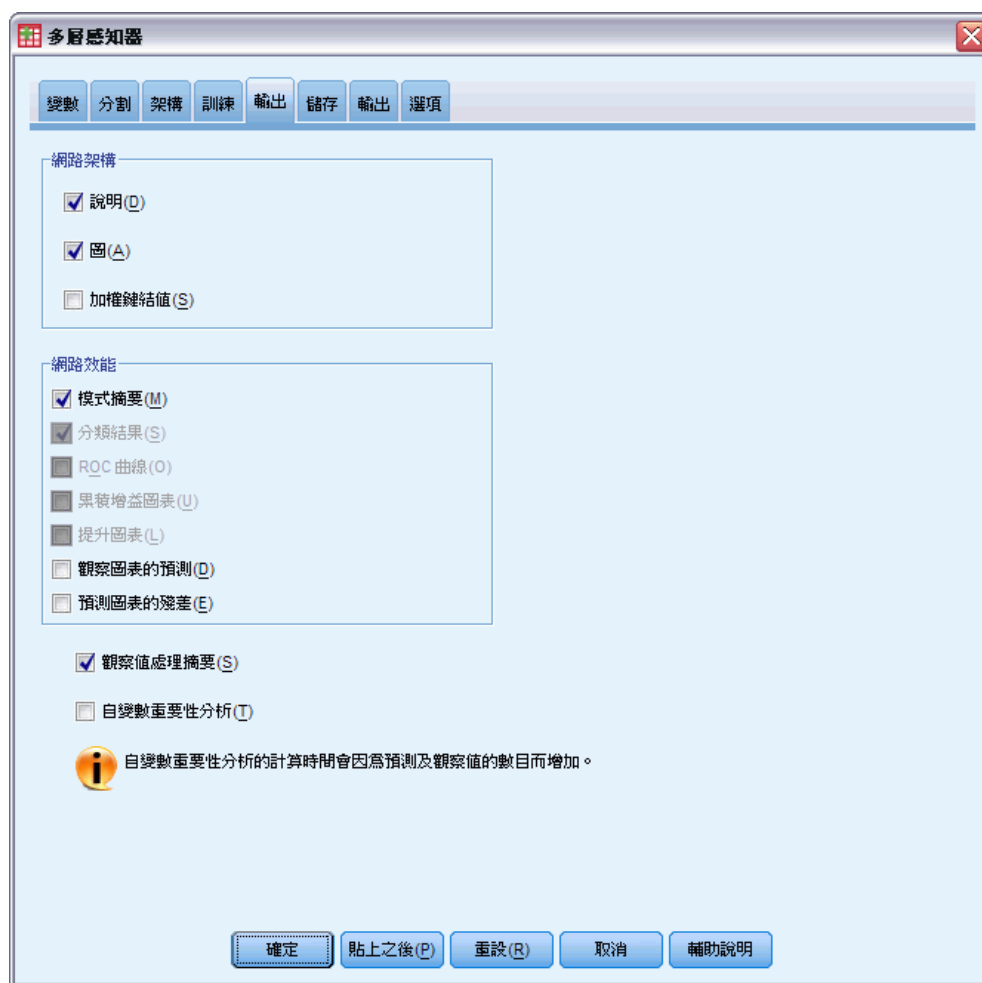 多層感知器
變數 分割 架構 訓練 輸出 儲存 輸出 選項
網路架構
說明(D)
圖(A)
加權鍵結值(S)
網路效能
模式摘要(M)
分類結果(S)
ROC 曲線(O)
累積增益圖表(U)
提升圖表(L)
觀察圖表的預測(D)
預測圖表的殘差(E)
觀察值處理摘要(S)
自變數重要性分析(T)
自變數重要性分析的計算時間會因為預測及觀察值的數目而增加。
確定 貼上之後(P) 重設(R) 取消 輔助說明